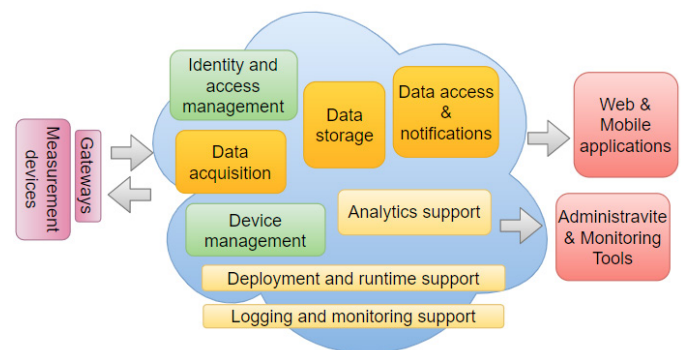 Measurement
devices
Gateways
Identity and
access
management
Data
acquisition
Data
storage
Data access
&
notifications
Device
management
Analytics support
Deployment and runtime support
Logging and monitoring support
Web &
Mobile
applications
Administravite
& Monitoring
Tools